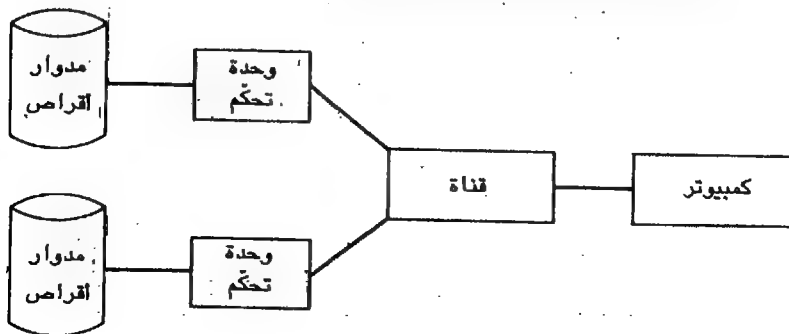 مدوار
أقراص
وحدة
تحكّم
قناة
كمبيوتر
مدوار
أقراص
وحدة
تحكّم